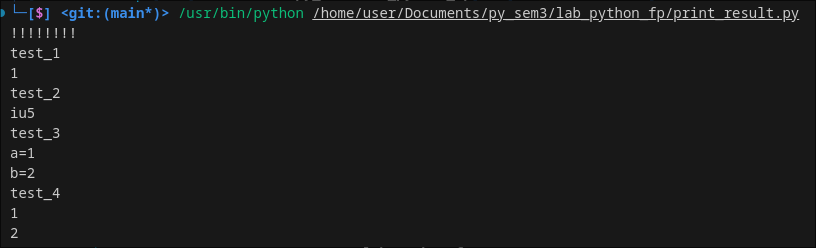 └─[$] <git:(main*)> /usr/bin/python /home/user/Documents/py_sem3/lab_python_fp/print_result.py
!!!!!!!!
test_1
1
test_2
iu5
test_3
a=1
b=2
test_4
1
2